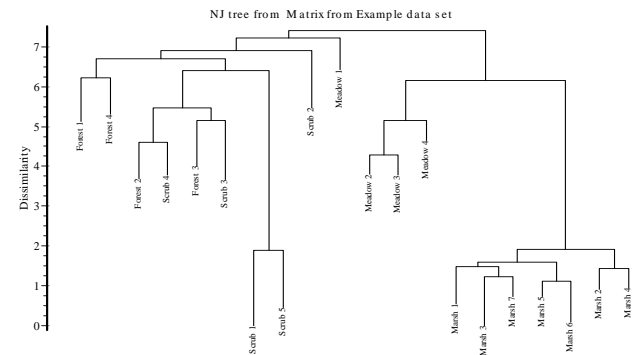 NJ tree from Matrix from Example data set
Dissimilarity
7
6
5
4
3
2
1
0
Forest 1
Forest 4
Forest 2
Scrub 4
Forest 3
Scrub 3
Scrub 1
Scrub 5
Scrub 2
Meadow 1
Meadow 2
Meadow 3
Meadow 4
Marsh 1
Marsh 3
Marsh 7
Marsh 5
Marsh 6
Marsh 2
Marsh 4